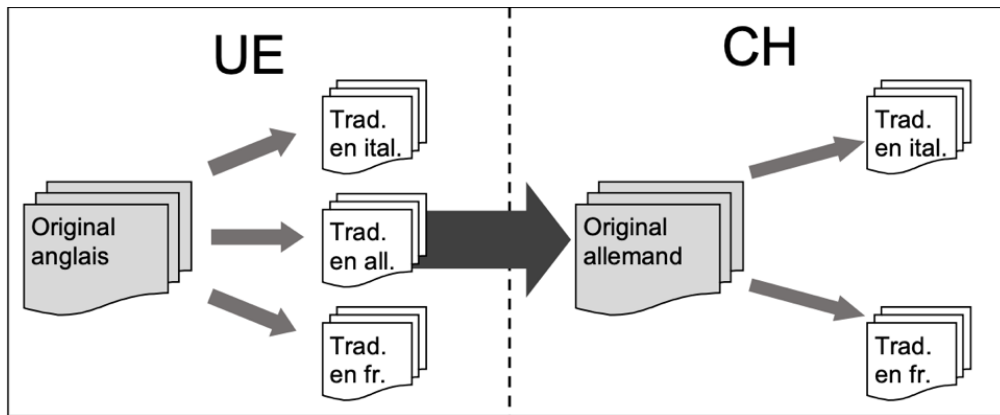 UE
CH
Trad.
en ital.
Original
anglais
Trad.
en all.
Trad.
en fr.
Trad.
en ital.
Original
allemand
Trad.
en fr.